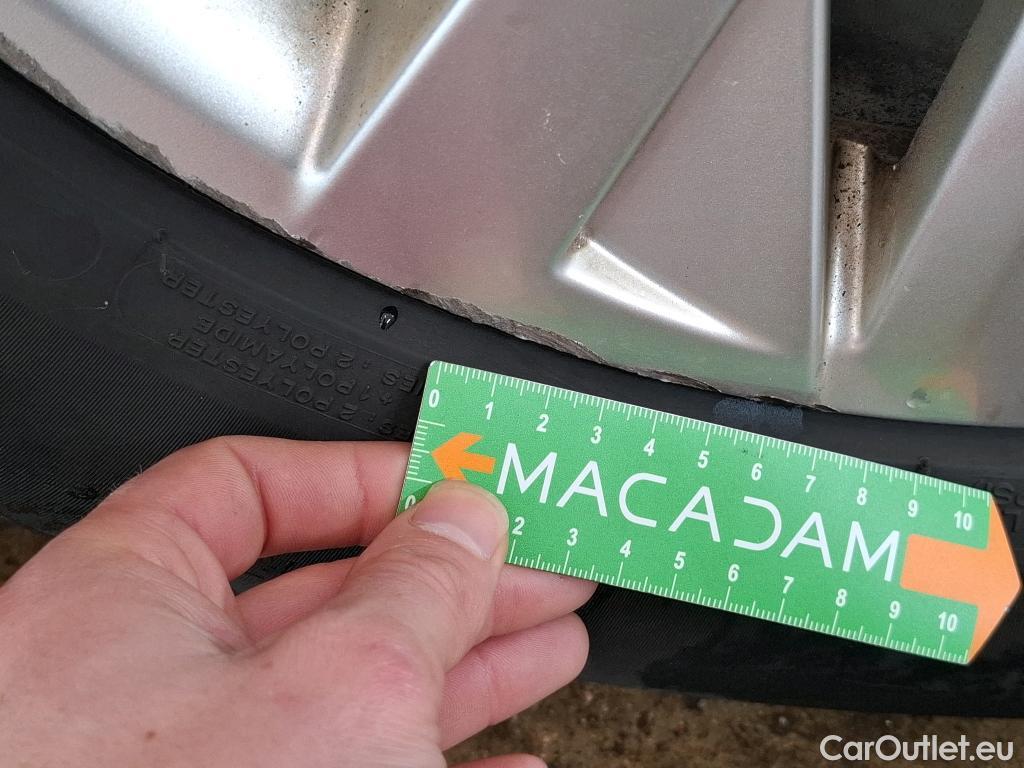 2 POLYESTER
1 POLYAMIDE
2 POLYESTER
0 1 2 3 4 5 6 7 8 9 10
MACADAM
0 2 3 4 5 6 7 8 9 10
CarOutlet.eu